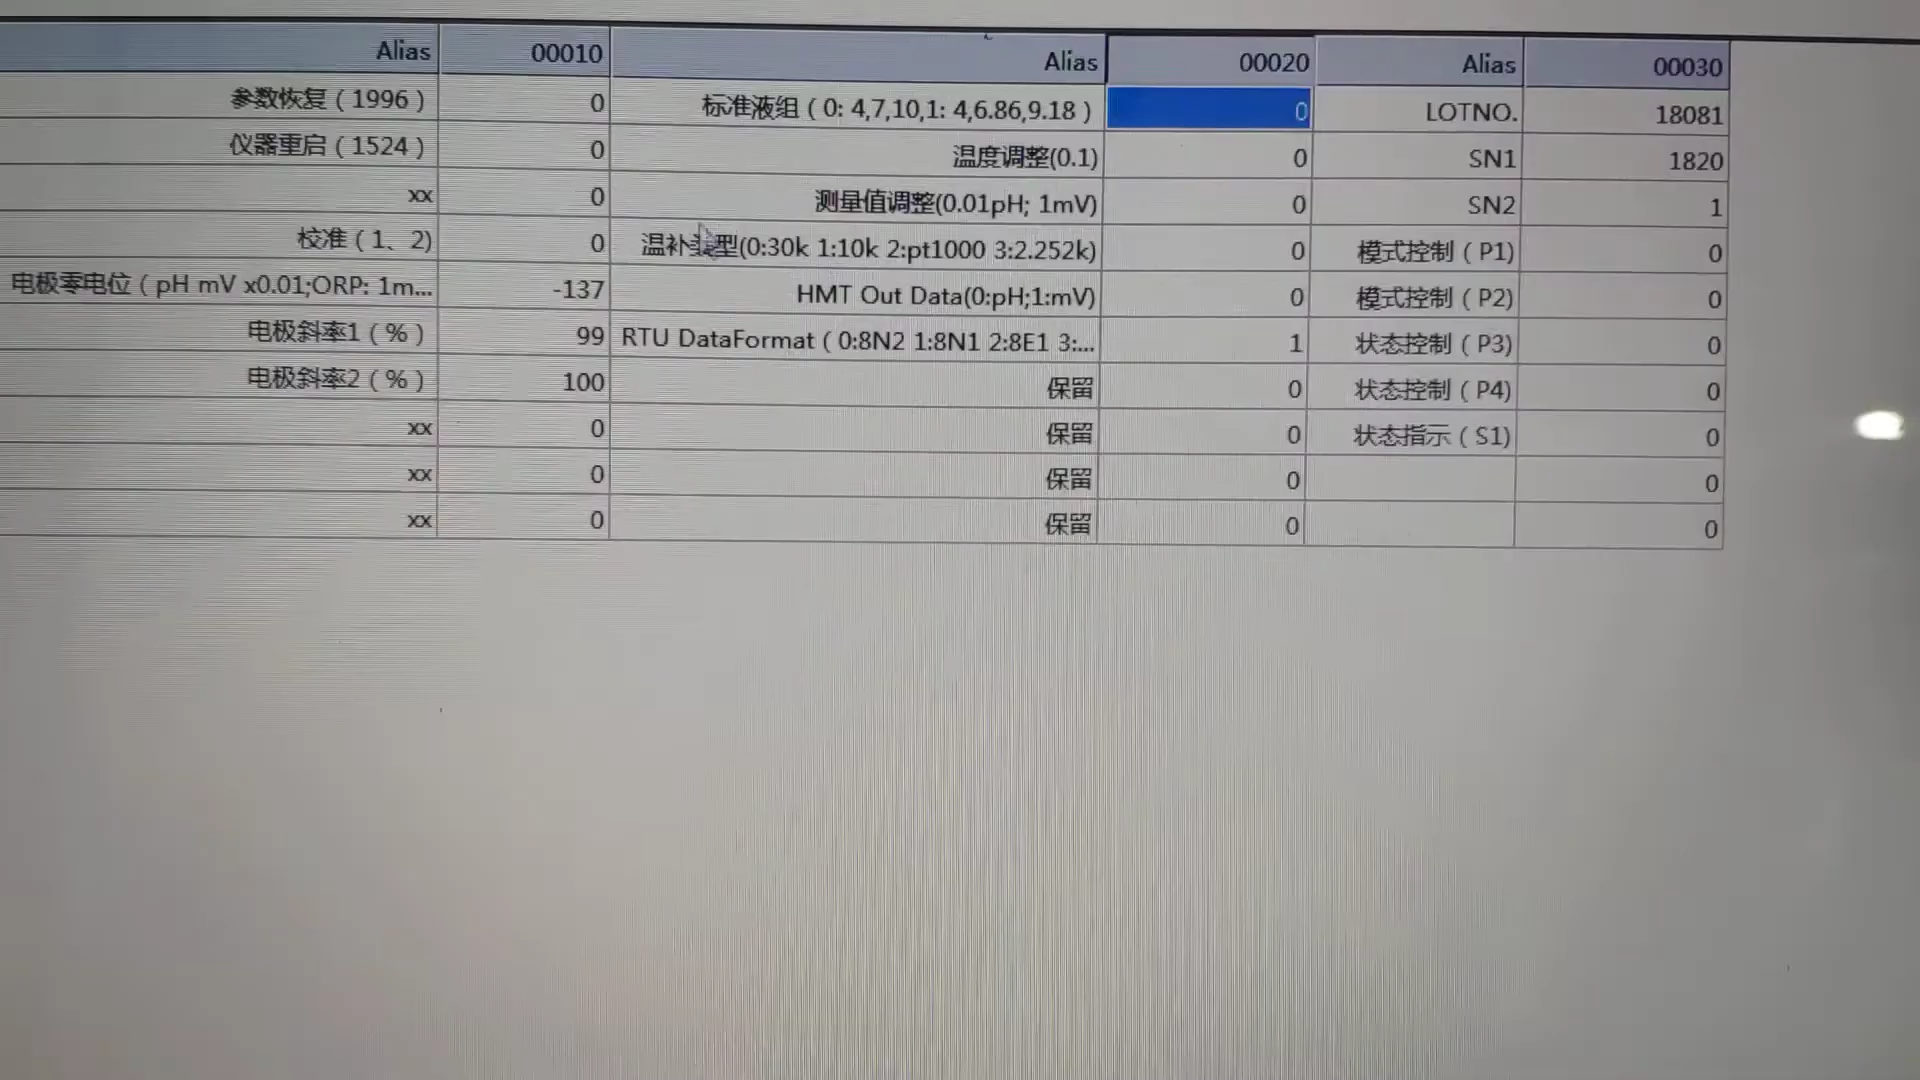 Alias 00010 Alias 00020 Alias 00030
参数恢复（1996） 0 标准液组（0: 4,7,10,1: 4,6.86,9.18） 0 LOTNO. 18081
仪器重启（1524） 0 温度调整(0.1) 0 SN1 1820
xx 0 测量值调整(0.01pH; 1mV) 0 SN2 1
校准（1、2) 0 温补类型(0:30k 1:10k 2:pt1000 3:2.252k) 0 模式控制（P1) 0
电极零电位（pH mV x0.01;ORP: 1m... -137 HMT Out Data(0:pH;1:mV) 0 模式控制（P2) 0
电极斜率1（%） 99 RTU DataFormat（0:8N2 1:8N1 2:8E1 3:... 1 状态控制（P3) 0
电极斜率2（%） 100 保留 0 状态控制（P4) 0
xx 0 保留 0 状态指示（S1) 0
xx 0 保留 0 0
xx 0 保留 0 0